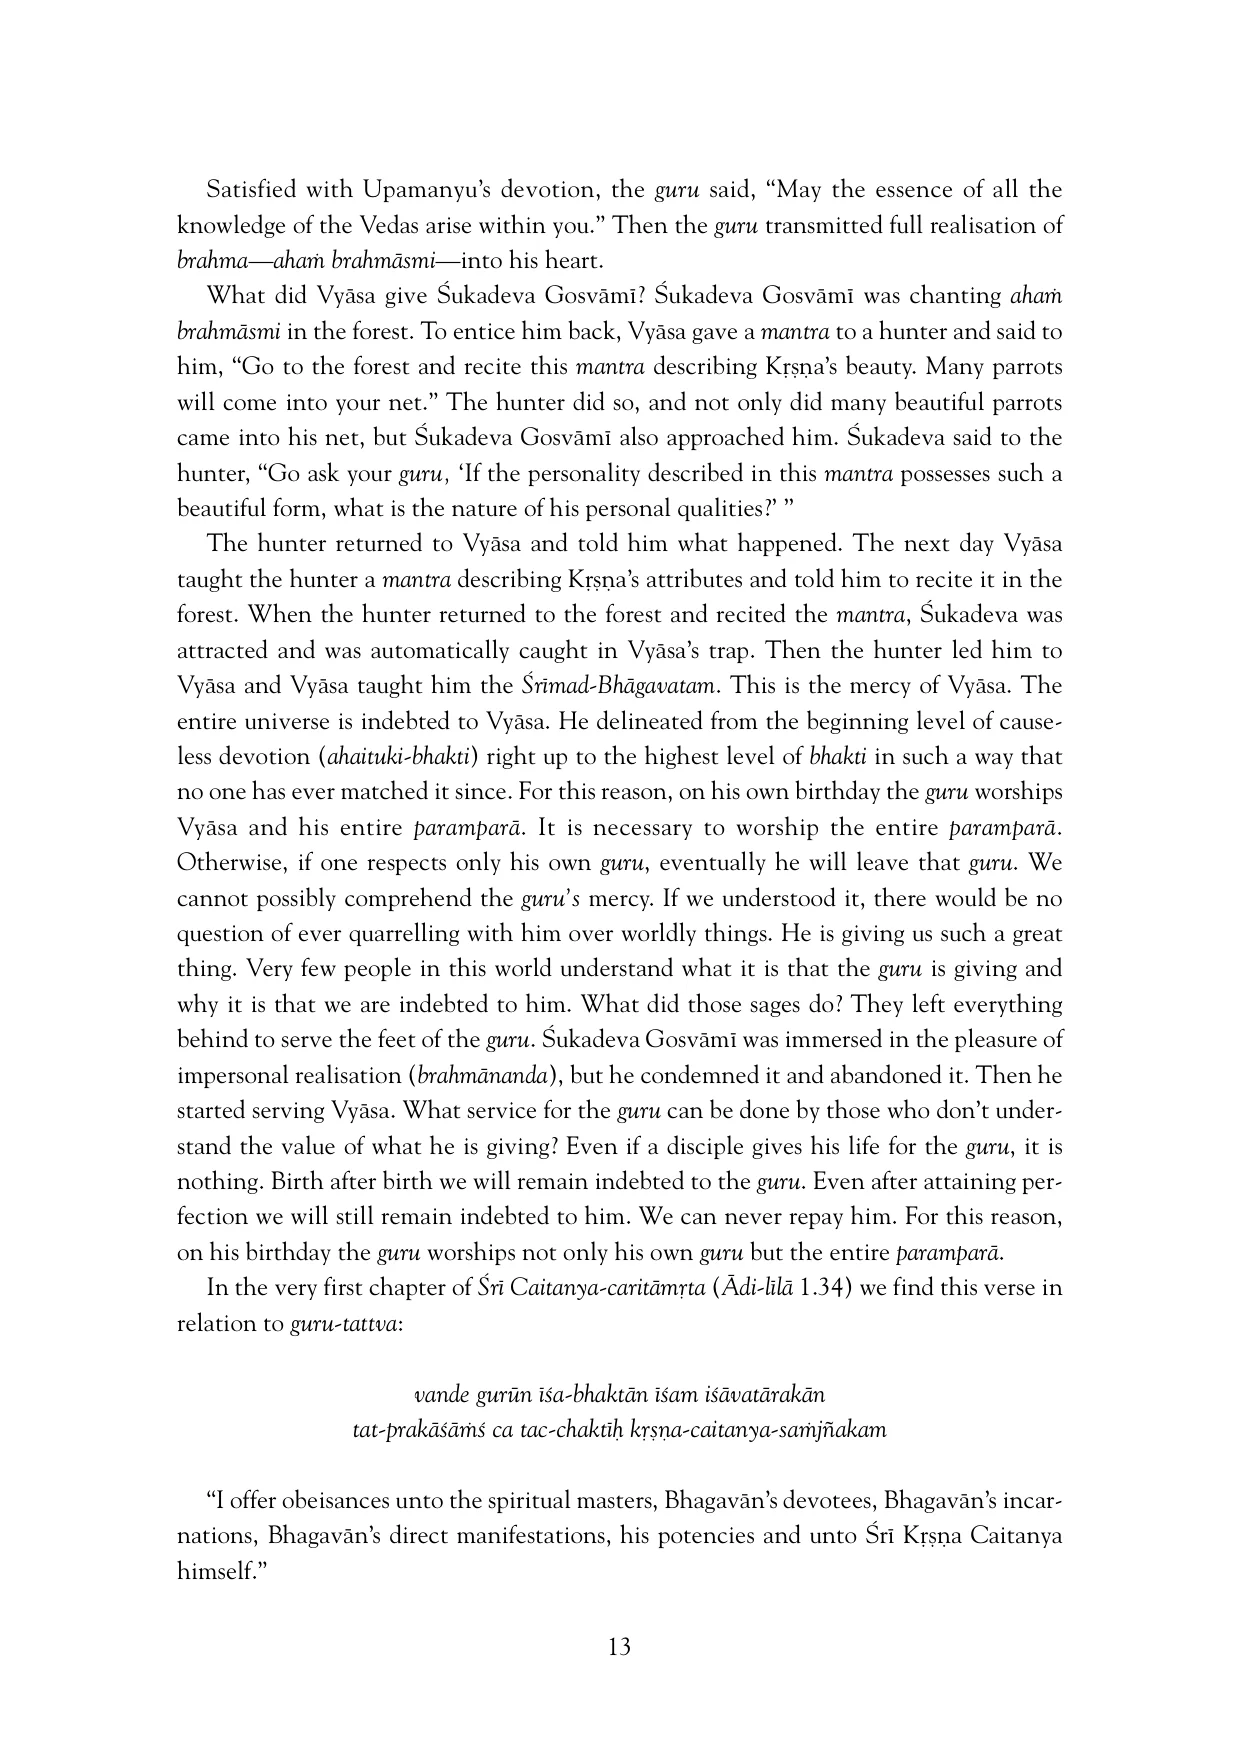 Satisfied with Upamanyu’s devotion, the guru said, “May the essence of all the
knowledge of the Vedas arise within you.” Then the guru transmitted full realisation of
brahma—ahaṁ brahmāsmi—into his heart.
What did Vyāsa give Śukadeva Gosvāmī? Śukadeva Gosvāmī was chanting ahaṁ
brahmāsmi in the forest. To entice him back, Vyāsa gave a mantra to a hunter and said to
him, “Go to the forest and recite this mantra describing Kṛṣṇa’s beauty. Many parrots
will come into your net.” The hunter did so, and not only did many beautiful parrots
came into his net, but Śukadeva Gosvāmī also approached him. Śukadeva said to the
hunter, “Go ask your guru, ‘If the personality described in this mantra possesses such a
beautiful form, what is the nature of his personal qualities?’ ”
The hunter returned to Vyāsa and told him what happened. The next day Vyāsa
taught the hunter a mantra describing Kṛṣṇa’s attributes and told him to recite it in the
forest. When the hunter returned to the forest and recited the mantra, Śukadeva was
attracted and was automatically caught in Vyāsa’s trap. Then the hunter led him to
Vyāsa and Vyāsa taught him the Śrīmad-Bhāgavatam. This is the mercy of Vyāsa. The
entire universe is indebted to Vyāsa. He delineated from the beginning level of cause-
less devotion (ahaituki-bhakti) right up to the highest level of bhakti in such a way that
no one has ever matched it since. For this reason, on his own birthday the guru worships
Vyāsa and his entire paramparā. It is necessary to worship the entire paramparā.
Otherwise, if one respects only his own guru, eventually he will leave that guru. We
cannot possibly comprehend the guru’s mercy. If we understood it, there would be no
question of ever quarrelling with him over worldly things. He is giving us such a great
thing. Very few people in this world understand what it is that the guru is giving and
why it is that we are indebted to him. What did those sages do? They left everything
behind to serve the feet of the guru. Śukadeva Gosvāmī was immersed in the pleasure of
impersonal realisation (brahmānanda), but he condemned it and abandoned it. Then he
started serving Vyāsa. What service for the guru can be done by those who don’t under-
stand the value of what he is giving? Even if a disciple gives his life for the guru, it is
nothing. Birth after birth we will remain indebted to the guru. Even after attaining per-
fection we will still remain indebted to him. We can never repay him. For this reason,
on his birthday the guru worships not only his own guru but the entire paramparā.
In the very first chapter of Śrī Caitanya-caritāmṛta (Ādi-līlā 1.34) we find this verse in
relation to guru-tattva:
vande gurūn īśa-bhaktān īśam iśāvatārakān
tat-prakāśāṁś ca tac-chaktīḥ kṛṣṇa-caitanya-saṁjñakam
“I offer obeisances unto the spiritual masters, Bhagavān’s devotees, Bhagavān’s incar-
nations, Bhagavān’s direct manifestations, his potencies and unto Śrī Kṛṣṇa Caitanya
himself.”
13